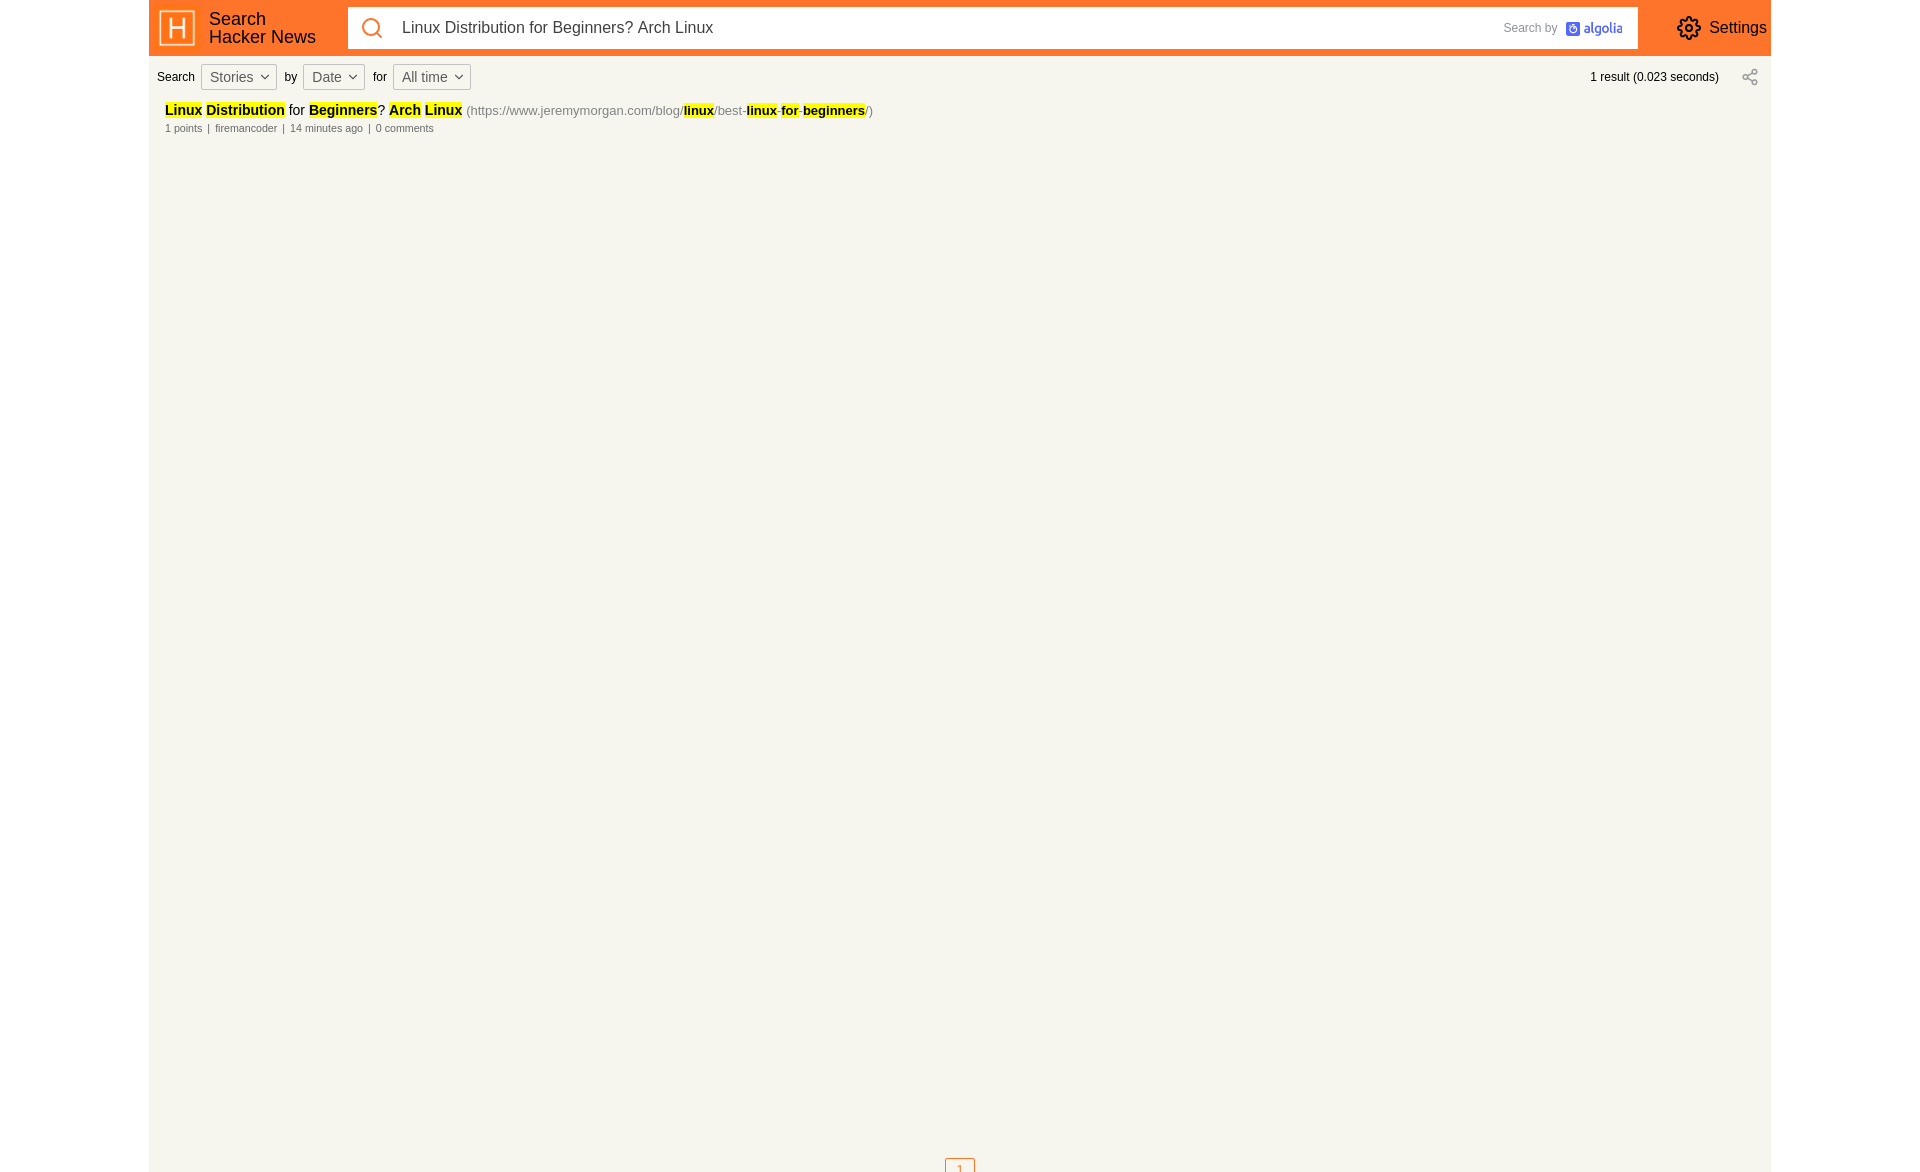 Search
Hacker News
Linux Distribution for Beginners? Arch Linux
Search by algolia
Settings
Search Stories by Date for All time
1 result (0.023 seconds)
Linux Distribution for Beginners? Arch Linux (https://www.jeremymorgan.com/blog/linux/best-linux-for-beginners/)
1 points | firemancoder | 14 minutes ago | 0 comments
1